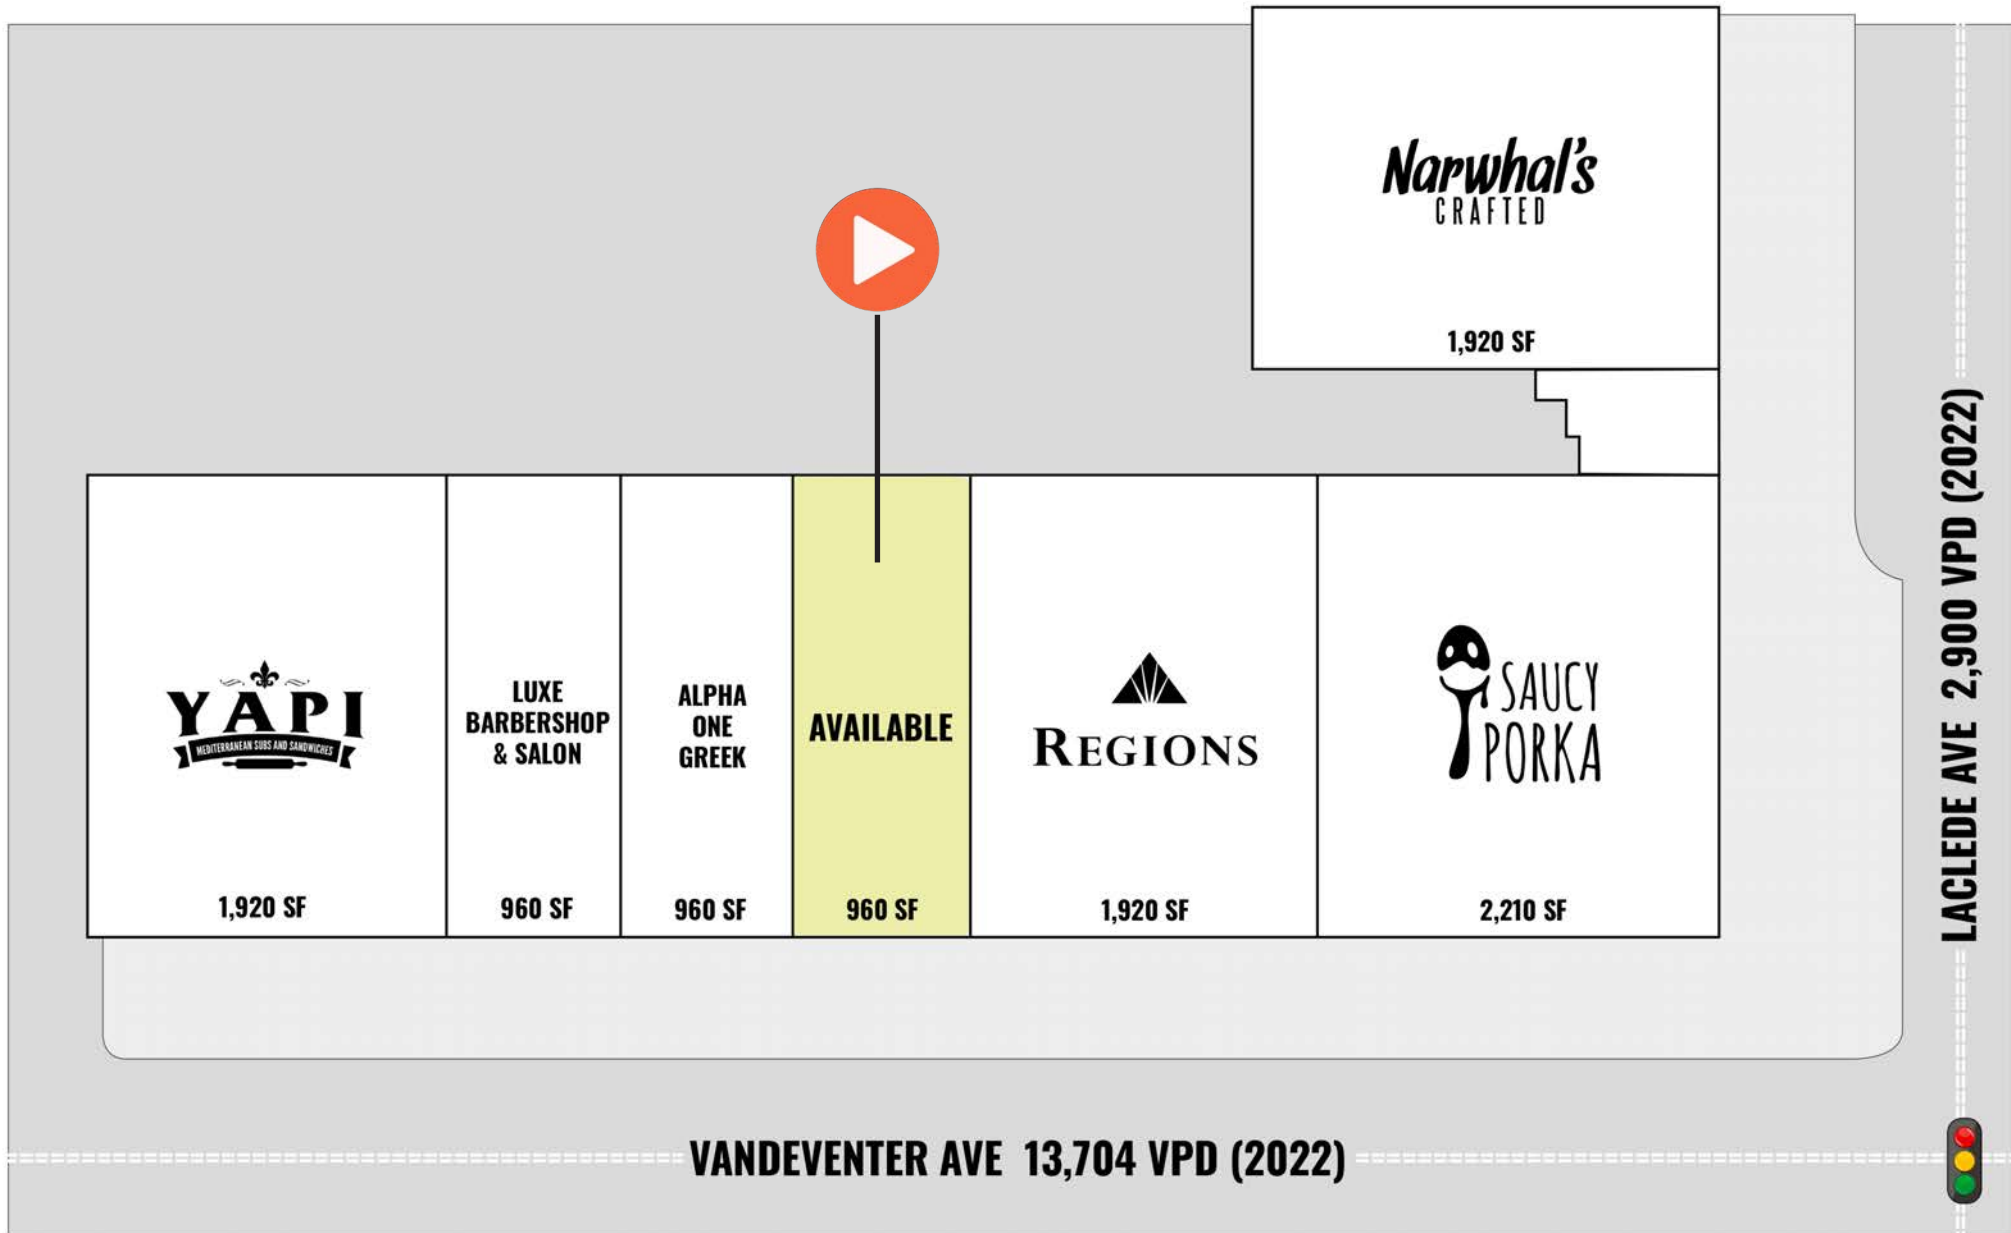 Narwhal's
CRAFTED
1,920 SF
YAPI
MEDITERRANEAN SUBS AND SANDWICHES
1,920 SF
LUXE
BARBERSHOP
& SALON
960 SF
ALPHA
ONE
GREEK
960 SF
AVAILABLE
960 SF
REGIONS
1,920 SF
SAUCY
PORKA
2,210 SF
LACLEDE AVE 2,900 VPD (2022)
VANDEVENTER AVE 13,704 VPD (2022)